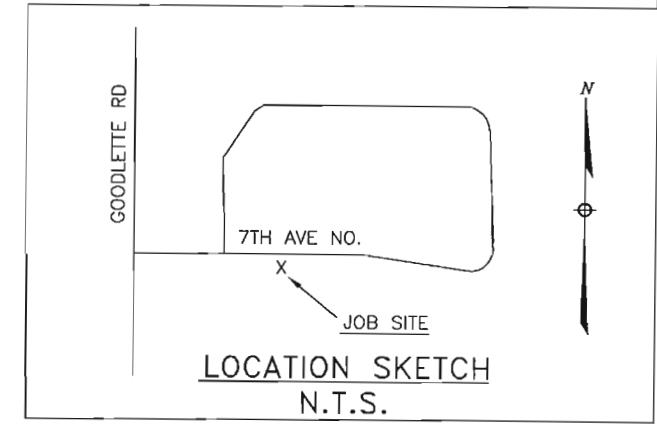 GOODLETTE RD
N
7TH AVE NO.
X
JOB SITE
LOCATION SKETCH
N.T.S.